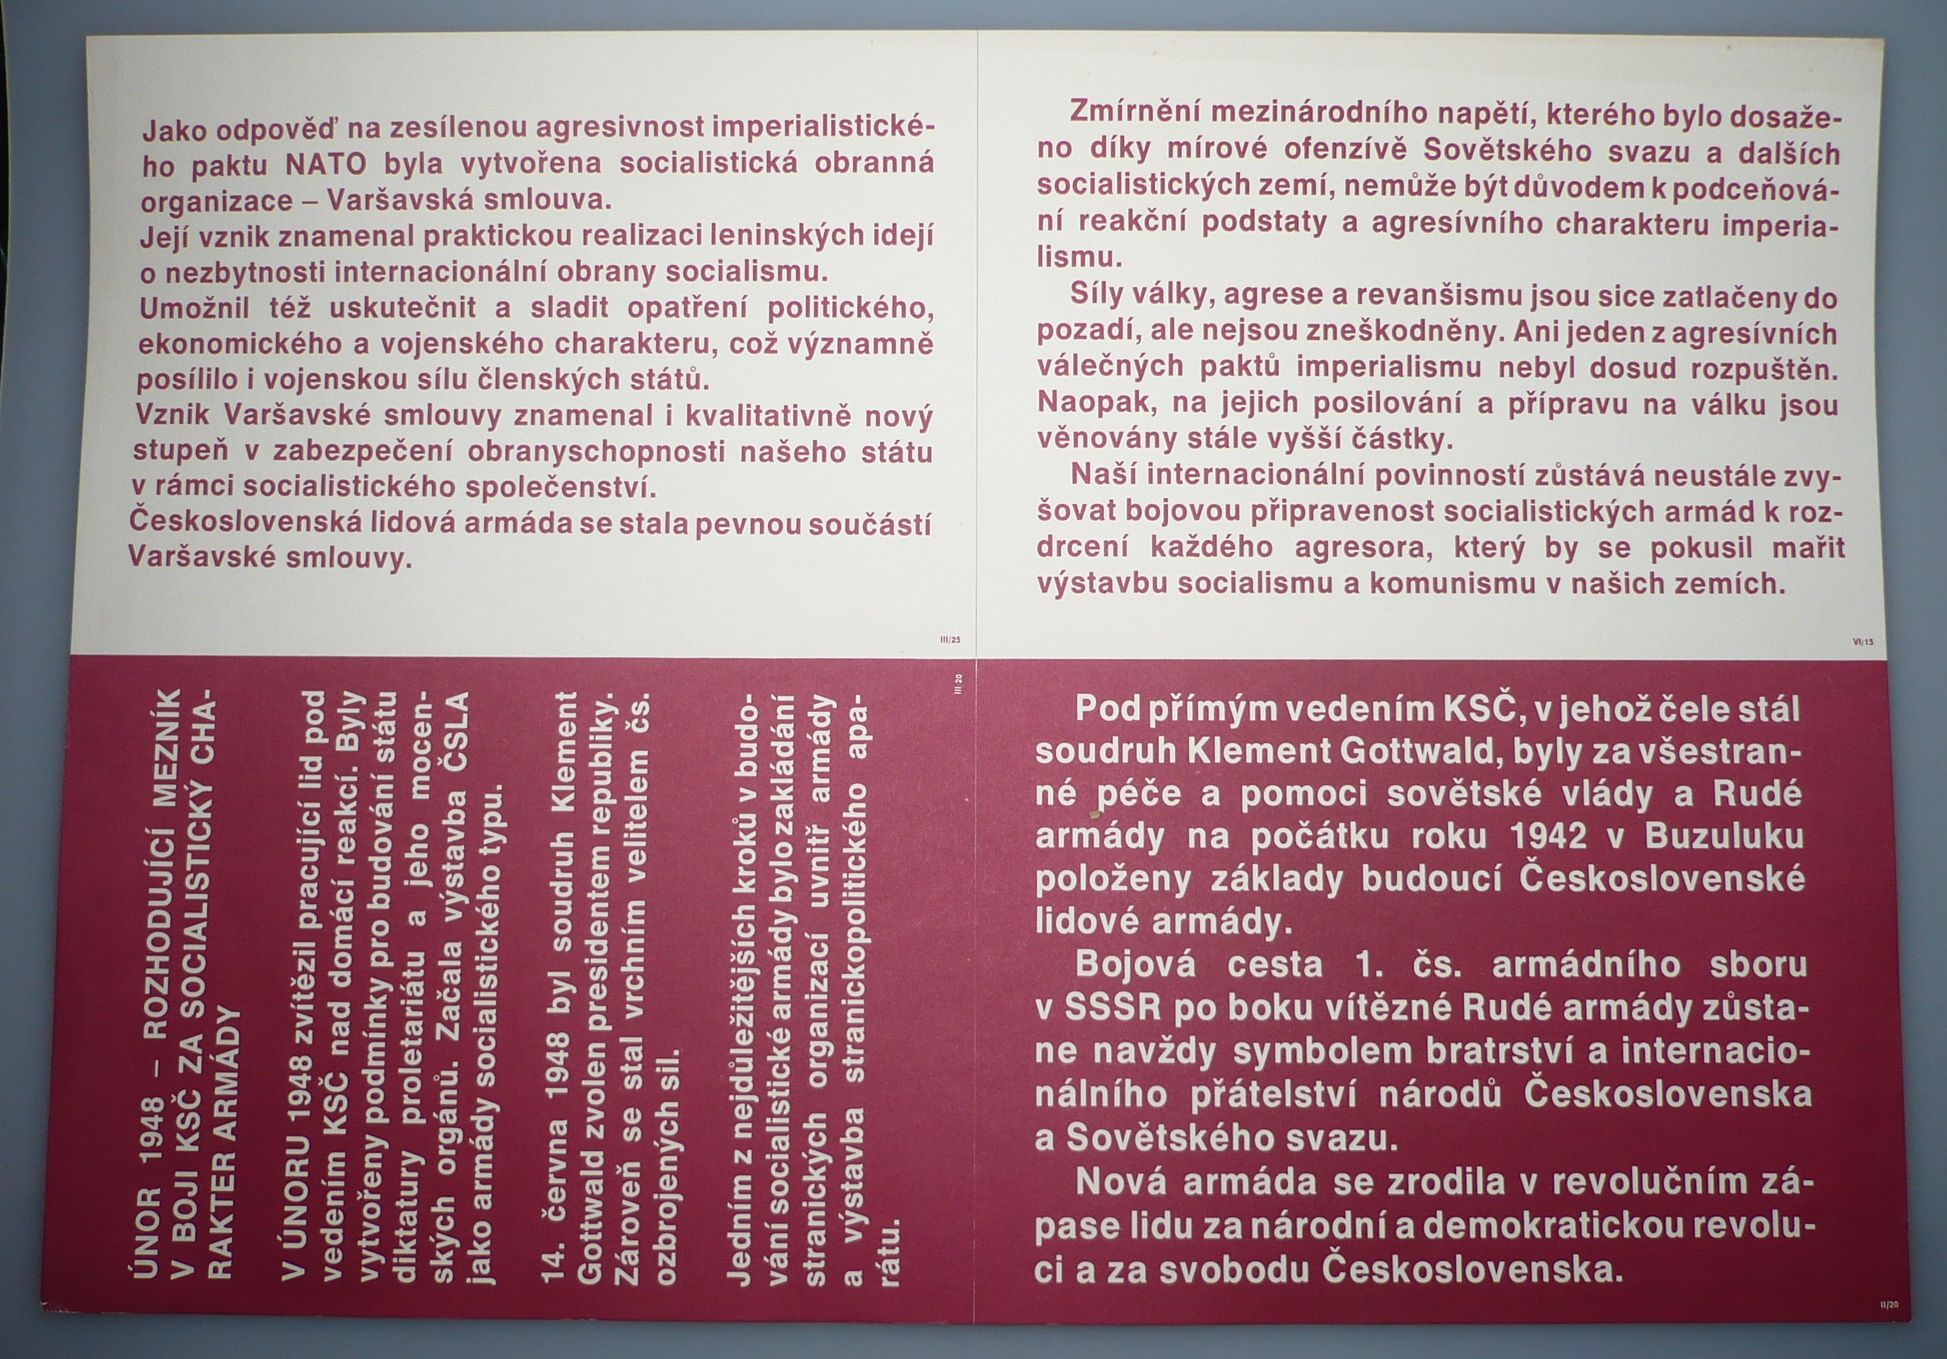 Jako odpověď na zesílenou agresivnost imperialistické-
ho paktu NATO byla vytvořena socialistická obranná
organizace – Varšavská smlouva.
Její vznik znamenal praktickou realizaci leninských idejí
o nezbytnosti internacionální obrany socialismu.
Umožnil též uskutečnit a sladit opatření politického,
ekonomického a vojenského charakteru, což významně
posílilo i vojenskou sílu členských států.
Vznik Varšavské smlouvy znamenal i kvalitativně nový
stupeň v zabezpečení obranyschopnosti našeho státu
v rámci socialistického společenství.
Československá lidová armáda se stala pevnou součástí
Varšavské smlouvy.
III/25
Zmírnění mezinárodního napětí, kterého bylo dosaže-
no díky mírové ofenzívě Sovětského svazu a dalších
socialistických zemí, nemůže být důvodem k podceňová-
ní reakční podstaty a agresívního charakteru imperia-
lismu.
Síly války, agrese a revanšismu jsou sice zatlačeny do
pozadí, ale nejsou zneškodněny. Ani jeden z agresívních
válečných paktů imperialismu nebyl dosud rozpuštěn.
Naopak, na jejich posilování a přípravu na válku jsou
věnovány stále vyšší částky.
Naší internacionální povinností zůstává neustále zvy-
šovat bojovou připravenost socialistických armád k roz-
drcení každého agresora, který by se pokusil mařit
výstavbu socialismu a komunismu v našich zemích.
VI/15
ÚNOR 1948 – ROZHODUJÍCÍ MEZNÍK
V BOJI KSČ ZA SOCIALISTICKÝ CHA-
RAKTER ARMÁDY
V ÚNORU 1948 zvítězil pracující lid pod
vedením KSČ nad domácí reakcí. Byly
vytvořeny podmínky pro budování státu
diktatury proletariátu a jeho mocen-
ských orgánů. Začala výstavba ČSLA
jako armády socialistického typu.
14. června 1948 byl soudruh Klement
Gottwald zvolen presidentem republiky.
Zároveň se stal vrchním velitelem čs.
ozbrojených sil.
Jedním z nejdůležitějších kroků v budo-
vání socialistické armády bylo zakládání
stranických organizací uvnitř armády
a výstavba stranickopolitického apa-
rátu.
III/20
Pod přímým vedením KSČ, v jehož čele stál
soudruh Klement Gottwald, byly za všestran-
né péče a pomoci sovětské vlády a Rudé
armády na počátku roku 1942 v Buzuluku
položeny základy budoucí Československé
lidové armády.
Bojová cesta 1. čs. armádního sboru
v SSSR po boku vítězné Rudé armády zůsta-
ne navždy symbolem bratrství a internacio-
nálního přátelství národů Československa
a Sovětského svazu.
Nová armáda se zrodila v revolučním zá-
pase lidu za národní a demokratickou revolu-
ci a za svobodu Československa.
II/20